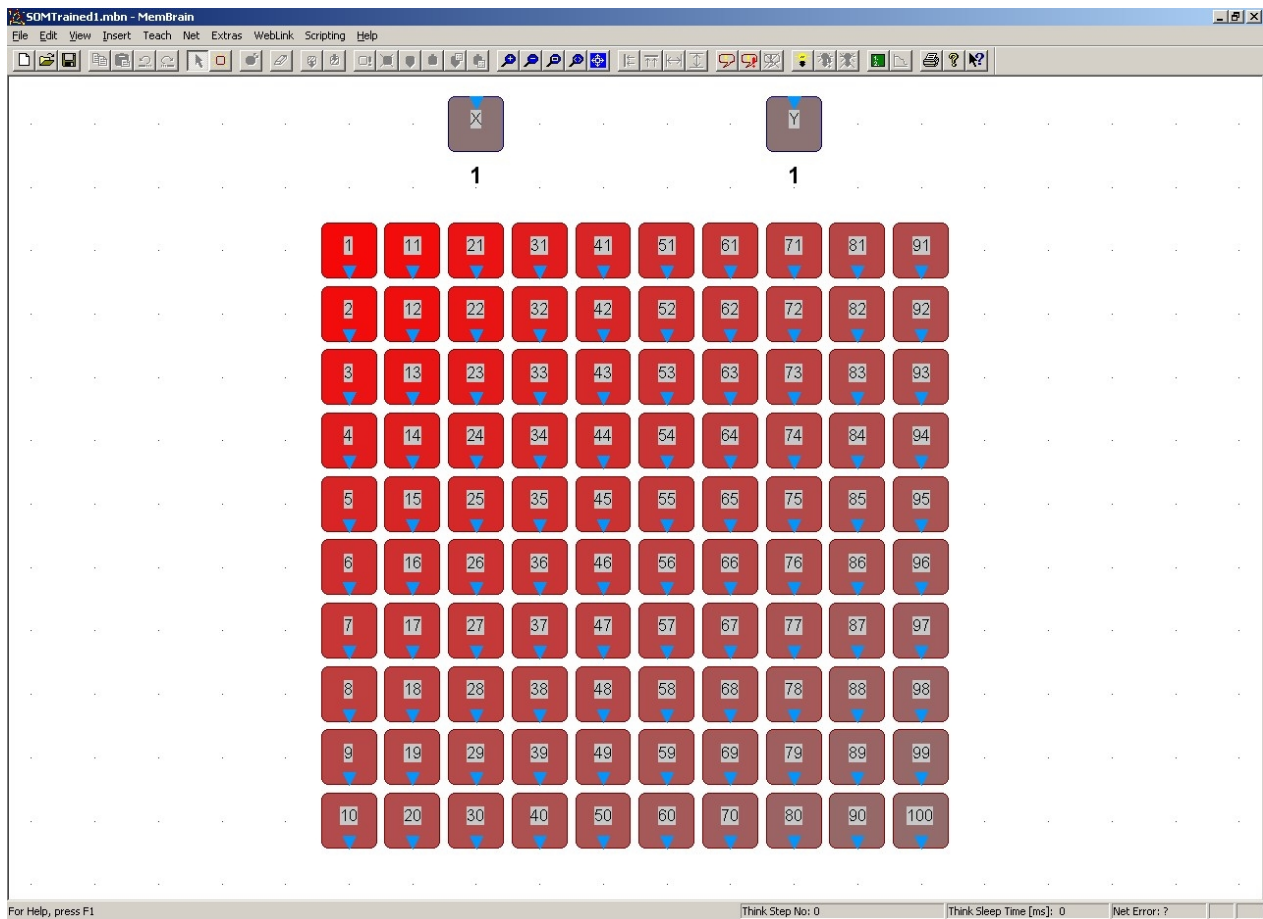 SOMTrained1.mbn - MemBrain
File Edit View Insert Teach Net Extras WebLink Scripting Help
X Y
1 1
1 11 21 31 41 51 61 71 81 91
2 12 22 32 42 52 62 72 82 92
3 13 23 33 43 53 63 73 83 93
4 14 24 34 44 54 64 74 84 94
5 15 25 35 45 55 65 75 85 95
6 16 26 36 46 56 66 76 86 96
7 17 27 37 47 57 67 77 87 97
8 18 28 38 48 58 68 78 88 98
9 19 29 39 49 59 69 79 89 99
10 20 30 40 50 60 70 80 90 100
For Help, press F1 Think Step No: 0 Think Sleep Time [ms]: 0 Net Error: ?